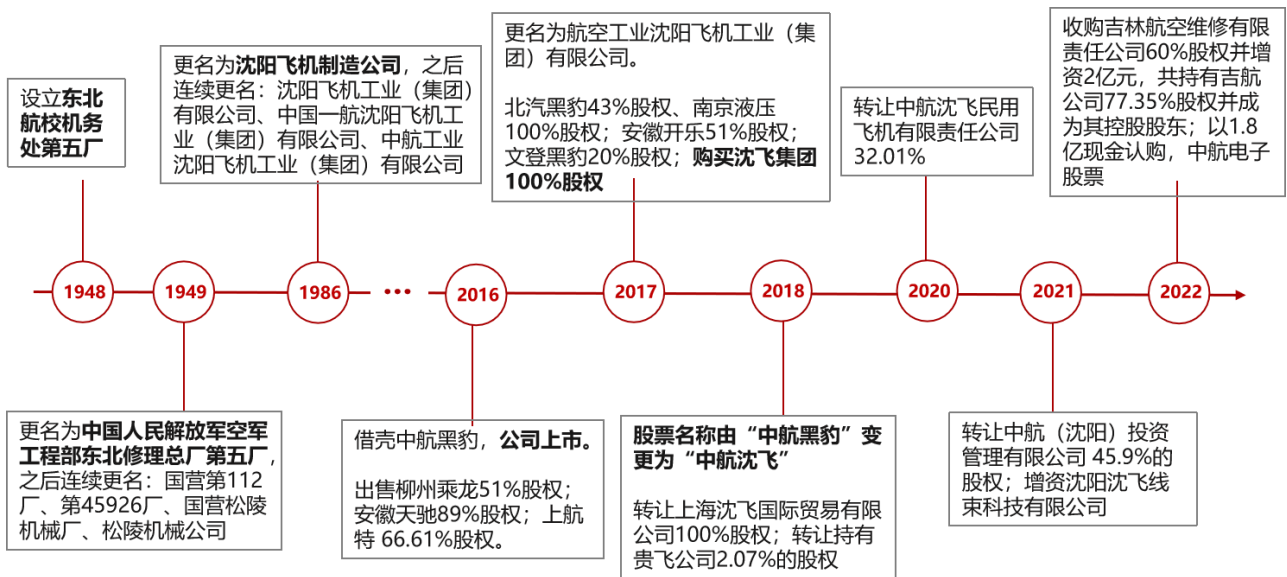 设立东北
航校机务
处第五厂
更名为沈阳飞机制造公司，之后
连续更名：沈阳飞机工业（集团）
有限公司、中国一航沈阳飞机工
业（集团）有限公司、中航工业
沈阳飞机工业（集团）有限公司
更名为航空工业沈阳飞机工业（集
团）有限公司。
北汽黑豹43%股权、南京液压
100%股权；安徽开乐51%股权；
文登黑豹20%股权；购买沈飞集团
100%股权
转让中航沈飞民用
飞机有限责任公司
32.01%
收购吉林航空维修有限
责任公司60%股权并增
资2亿元，共持有吉航
公司77.35%股权并成
为其控股股东；以1.8
亿现金认购，中航电子
股票
1948
1949
1986
...
2016
2017
2018
2020
2021
2022
更名为中国人民解放军空军
工程部东北修理总厂第五厂，
之后连续更名：国营第112
厂、第45926厂、国营松陵
机械厂、松陵机械公司
借壳中航黑豹，公司上市。
出售柳州乘龙51%股权；
安徽天驰89%股权；上航
特 66.61%股权。
股票名称由“中航黑豹”变
更为“中航沈飞”
转让上海沈飞国际贸易有限
公司100%股权；转让持有
贵飞公司2.07%的股权
转让中航（沈阳）投资
管理有限公司 45.9%的
股权；增资沈阳沈飞线
束科技有限公司